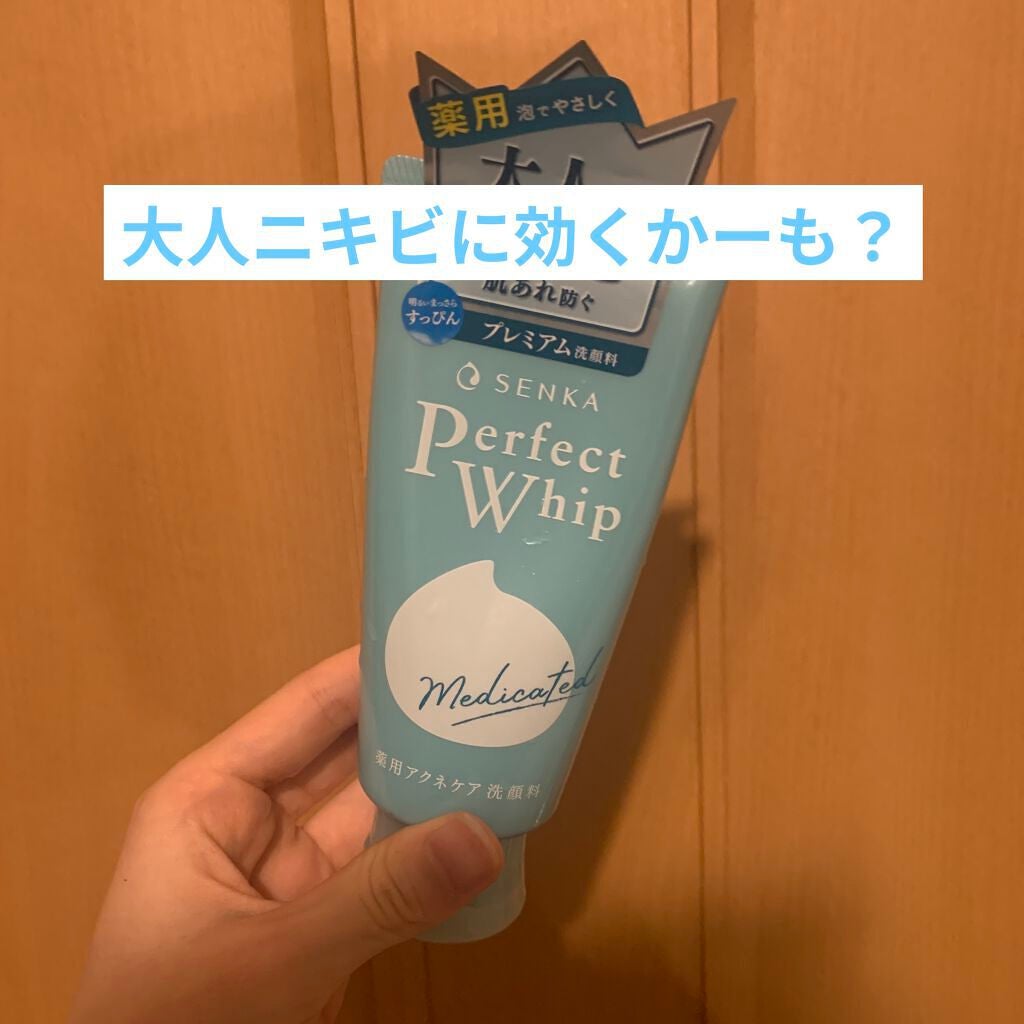 薬用 泡でやさしく
大人ニキビに効くかーも？
肌あれ防ぐ
明るいまっさら
すっぴん
プレミアム洗顔料
SENKA
Perfect
Whip
Medicated
薬用アクネケア 洗顔料